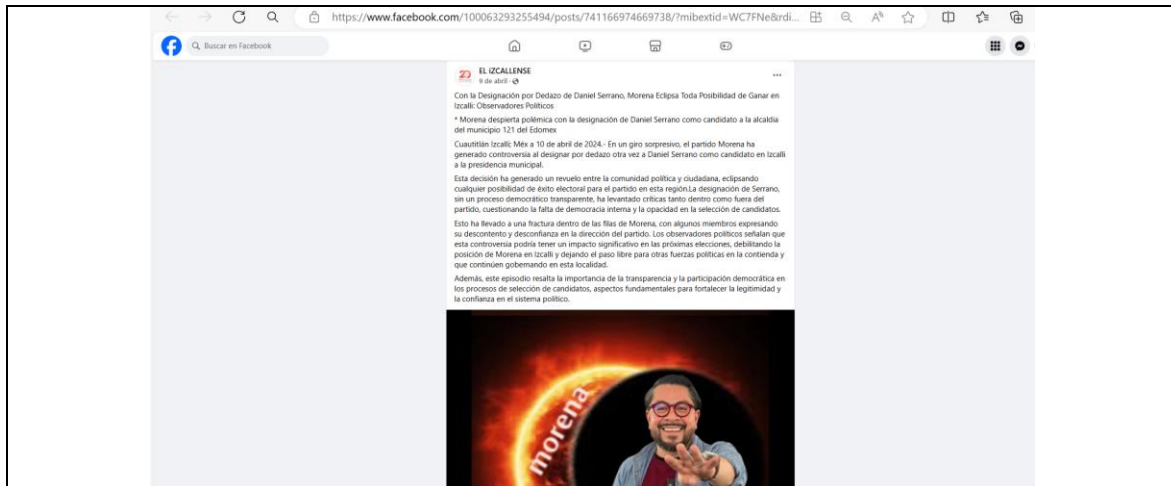 https://www.facebook.com/100063293255494/posts/741166974669738/?mibextid=WC7FNe&rdi...
Buscar en Facebook
EL iZCALLENSE
9 de abril ·
Con la Designación por Dedazo de Daniel Serrano, Morena Eclipsa Toda Posibilidad de Ganar en
Izcalli: Observadores Políticos
* Morena despierta polémica con la designación de Daniel Serrano como candidato a la alcaldía
del municipio 121 del Edomex
Cuautitlán Izcalli; Méx a 10 de abril de 2024.- En un giro sorpresivo, el partido Morena ha
generado controversia al designar por dedazo otra vez a Daniel Serrano como candidato en Izcalli
a la presidencia municipal.
Esta decisión ha generado un revuelo entre la comunidad política y ciudadana, eclipsando
cualquier posibilidad de éxito electoral para el partido en esta región.La designación de Serrano,
sin un proceso democrático transparente, ha levantado críticas tanto dentro como fuera del
partido, cuestionando la falta de democracia interna y la opacidad en la selección de candidatos.
Esto ha llevado a una fractura dentro de las filas de Morena, con algunos miembros expresando
su descontento y desconfianza en la dirección del partido. Los observadores políticos señalan que
esta controversia podría tener un impacto significativo en las próximas elecciones, debilitando la
posición de Morena en Izcalli y dejando el paso libre para otras fuerzas políticas en la contienda y
que continúen gobernando en esta localidad.
Además, este episodio resalta la importancia de la transparencia y la participación democrática en
los procesos de selección de candidatos, aspectos fundamentales para fortalecer la legitimidad y
la confianza en el sistema político.
morena